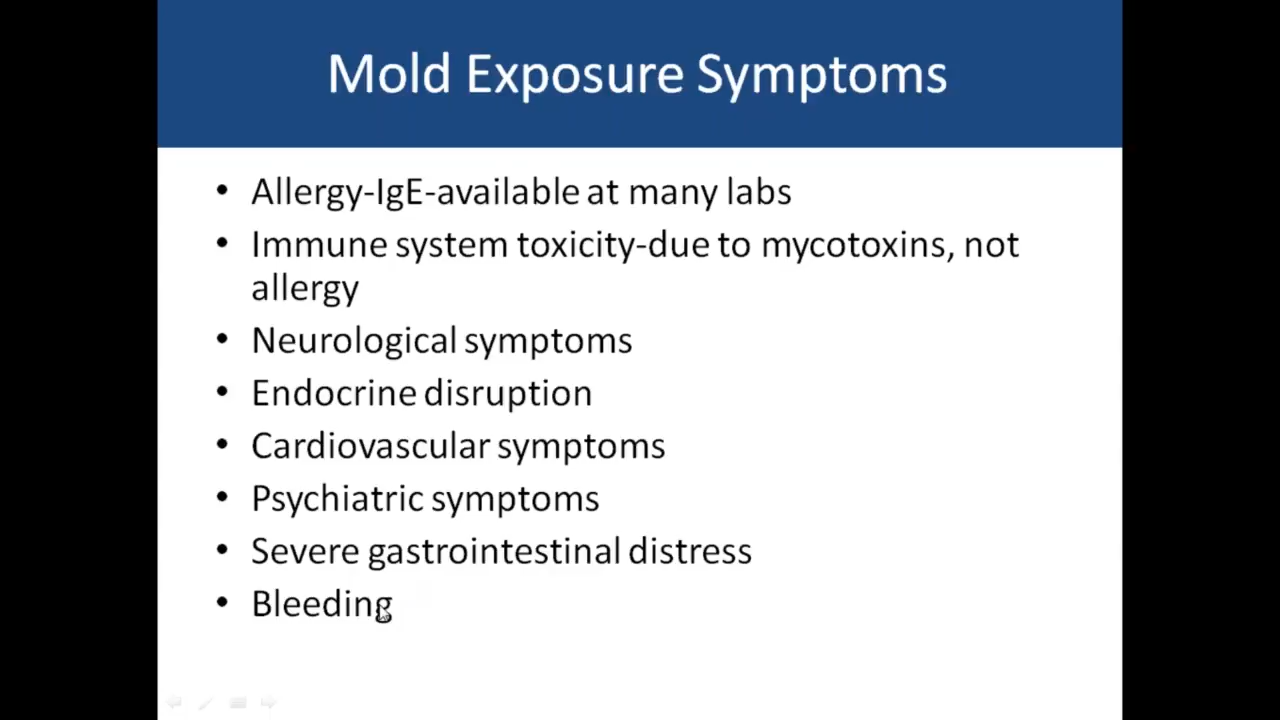 Mold Exposure Symptoms
• Allergy-IgE-available at many labs
• Immune system toxicity-due to mycotoxins, not
allergy
• Neurological symptoms
• Endocrine disruption
• Cardiovascular symptoms
• Psychiatric symptoms
• Severe gastrointestinal distress
• Bleeding